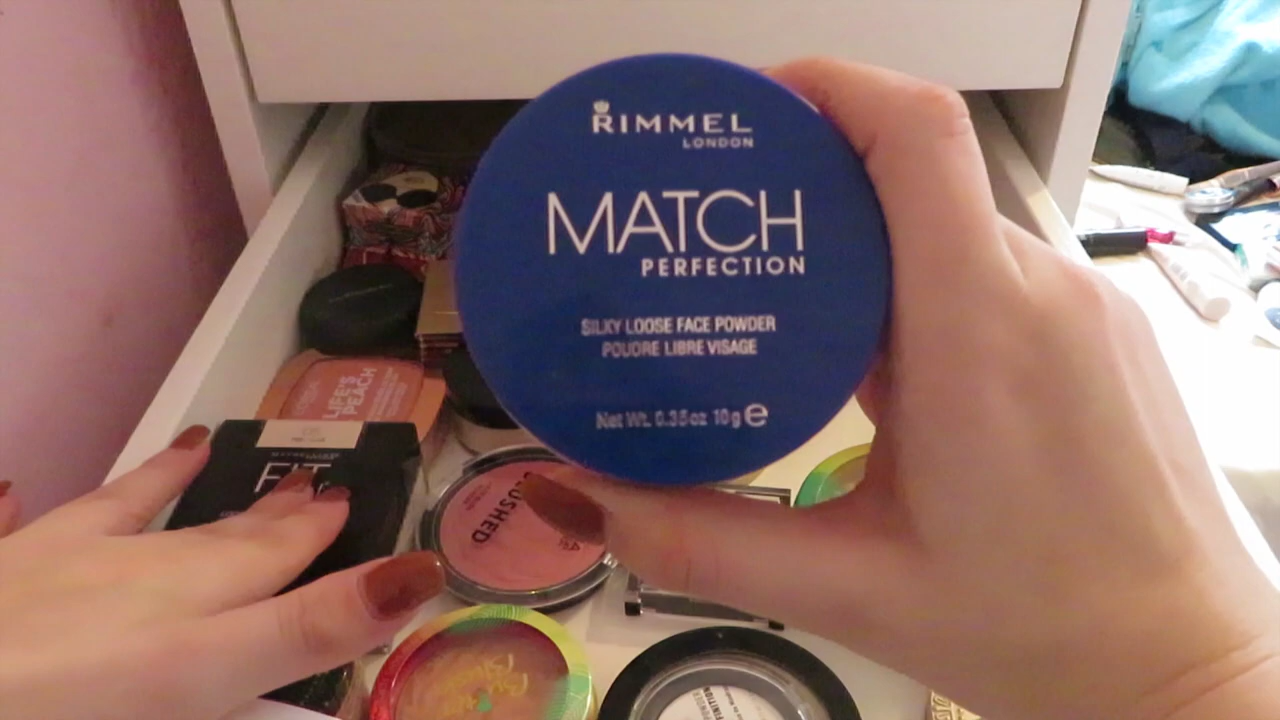 RIMMEL
LONDON
MATCH
PERFECTION
SILKY LOOSE FACE POWDER
POUDRE LIBRE VISAGE
Net Wt. 0.35oz 10g e
LIFE'S
PEACH
FIT
BLUSHED